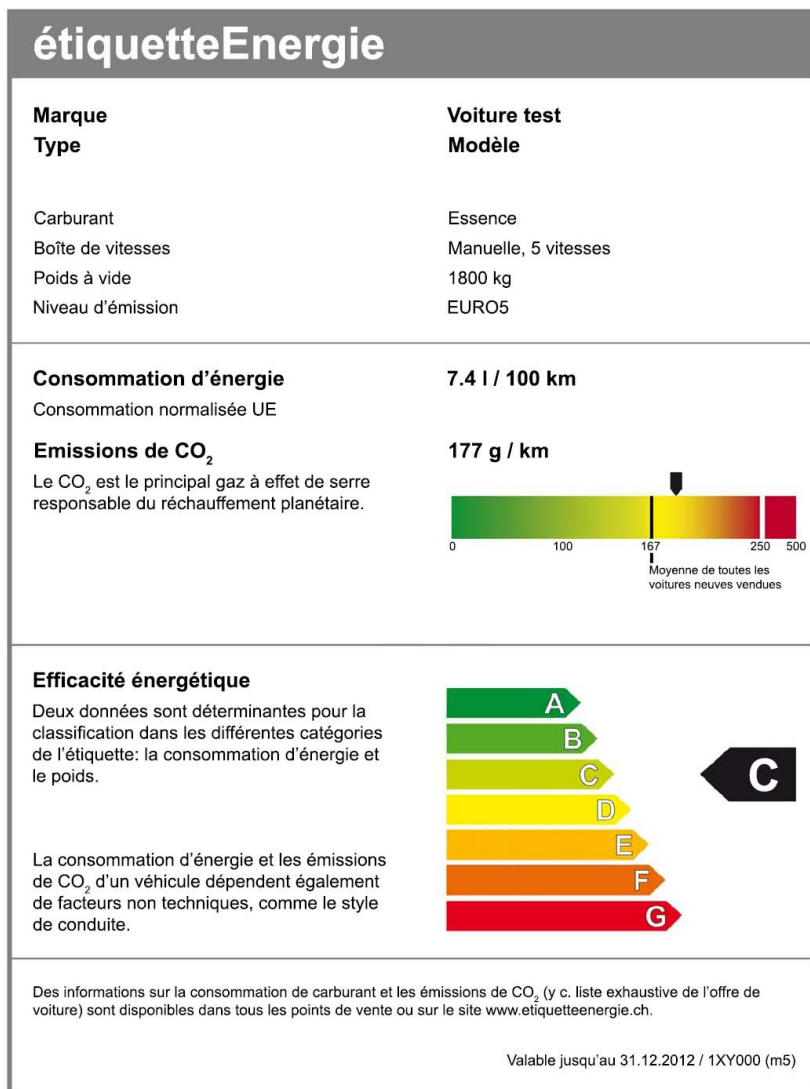 étiquetteEnergie
Marque Voiture test
Type Modèle
Carburant Essence
Boîte de vitesses Manuelle, 5 vitesses
Poids à vide 1800 kg
Niveau d'émission EURO5
Consommation d'énergie 7.4 l / 100 km
Consommation normalisée UE
Emissions de CO₂ 177 g / km
Le CO₂ est le principal gaz à effet de serre
responsable du réchauffement planétaire.
0 100 167 250 500
Moyenne de toutes les
voitures neuves vendues
Efficacité énergétique
Deux données sont déterminantes pour la
classification dans les différentes catégories
de l'étiquette: la consommation d'énergie et
le poids.
La consommation d'énergie et les émissions
de CO₂ d'un véhicule dépendent également
de facteurs non techniques, comme le style
de conduite.
A
B
C
D
E
F
G
C
Des informations sur la consommation de carburant et les émissions de CO₂ (y c. liste exhaustive de l'offre de
voiture) sont disponibles dans tous les points de vente ou sur le site www.etiquetteenergie.ch.
Valable jusqu'au 31.12.2012 / 1XY000 (m5)